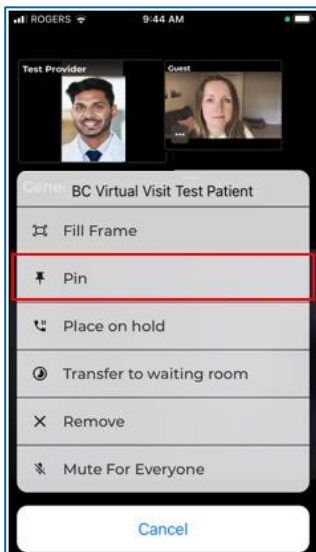 ROGERS 9:44 AM
Test Provider Guest
BC Virtual Visit Test Patient
Fill Frame
Pin
Place on hold
Transfer to waiting room
Remove
Mute For Everyone
Cancel